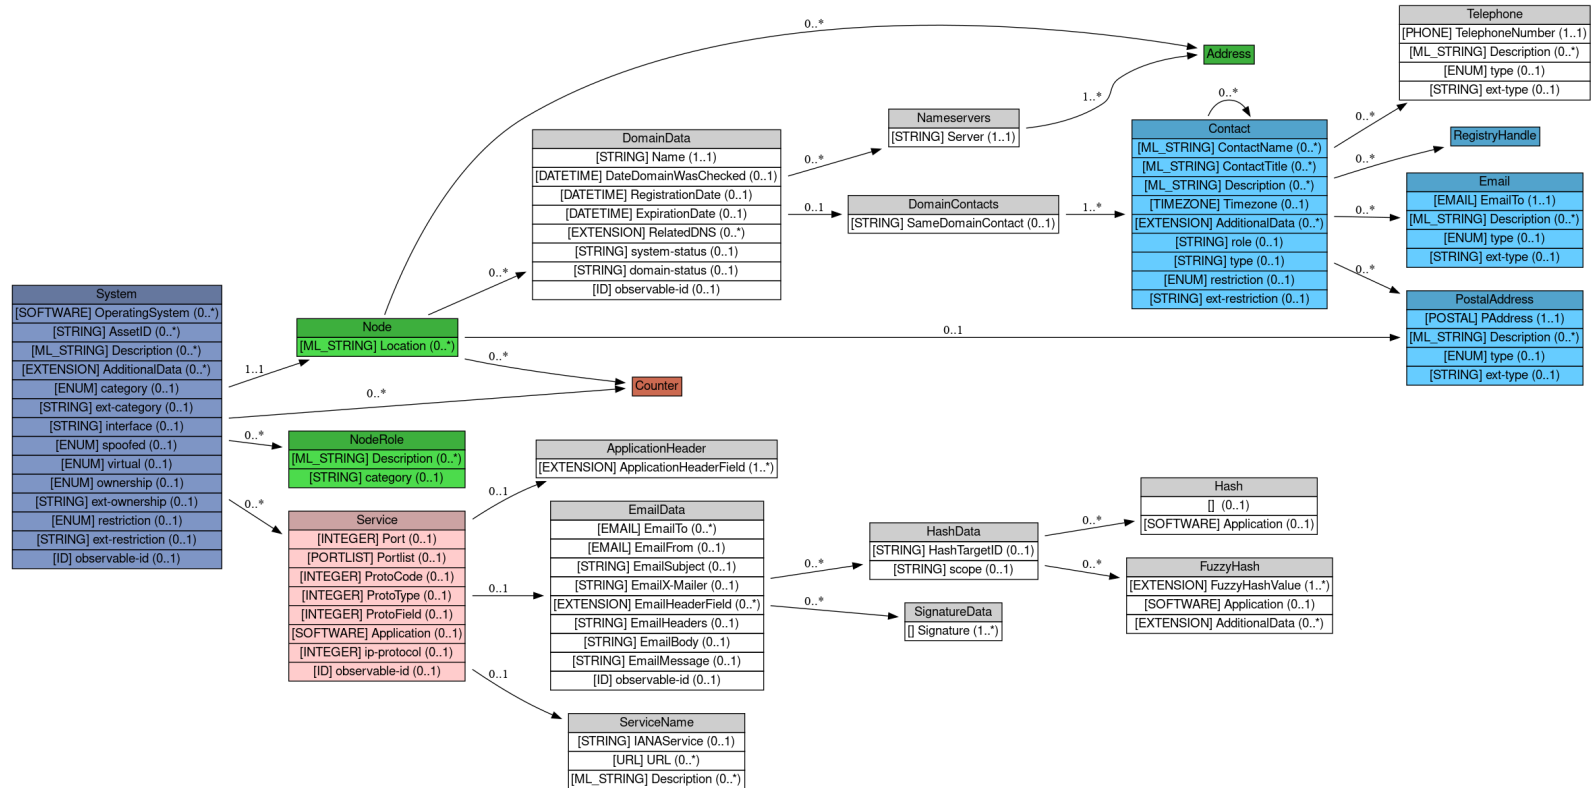 System
[SOFTWARE] OperatingSystem (0..*)
[STRING] AssetID (0..*)
[ML_STRING] Description (0..*)
[EXTENSION] AdditionalData (0..*)
[ENUM] category (0..1)
[STRING] ext-category (0..1)
[STRING] interface (0..1)
[ENUM] spoofed (0..1)
[ENUM] virtual (0..1)
[ENUM] ownership (0..1)
[STRING] ext-ownership (0..1)
[ENUM] restriction (0..1)
[STRING] ext-restriction (0..1)
[ID] observable-id (0..1)
1..1
0..*
0..*
0..*
Node
[ML_STRING] Location (0..*)
0..*
0..*
0..1
0..*
Counter
NodeRole
[ML_STRING] Description (0..*)
[STRING] category (0..1)
Service
[INTEGER] Port (0..1)
[PORTLIST] Portlist (0..1)
[INTEGER] ProtoCode (0..1)
[INTEGER] ProtoType (0..1)
[INTEGER] ProtoField (0..1)
[SOFTWARE] Application (0..1)
[INTEGER] ip-protocol (0..1)
[ID] observable-id (0..1)
0..1
0..1
0..1
DomainData
[STRING] Name (1..1)
[DATETIME] DateDomainWasChecked (0..1)
[DATETIME] RegistrationDate (0..1)
[DATETIME] ExpirationDate (0..1)
[EXTENSION] RelatedDNS (0..*)
[STRING] system-status (0..1)
[STRING] domain-status (0..1)
[ID] observable-id (0..1)
0..*
0..1
Nameservers
[STRING] Server (1..1)
1..*
Address
DomainContacts
[STRING] SameDomainContact (0..1)
1..*
0..*
Contact
[ML_STRING] ContactName (0..*)
[ML_STRING] ContactTitle (0..*)
[ML_STRING] Description (0..*)
[TIMEZONE] Timezone (0..1)
[EXTENSION] AdditionalData (0..*)
[STRING] role (0..1)
[STRING] type (0..1)
[ENUM] restriction (0..1)
[STRING] ext-restriction (0..1)
0..*
0..*
0..*
0..*
Telephone
[PHONE] TelephoneNumber (1..1)
[ML_STRING] Description (0..*)
[ENUM] type (0..1)
[STRING] ext-type (0..1)
RegistryHandle
Email
[EMAIL] EmailTo (1..1)
[ML_STRING] Description (0..*)
[ENUM] type (0..1)
[STRING] ext-type (0..1)
PostalAddress
[POSTAL] PAddress (1..1)
[ML_STRING] Description (0..*)
[ENUM] type (0..1)
[STRING] ext-type (0..1)
ApplicationHeader
[EXTENSION] ApplicationHeaderField (1..*)
EmailData
[EMAIL] EmailTo (0..*)
[EMAIL] EmailFrom (0..1)
[STRING] EmailSubject (0..1)
[STRING] EmailX-Mailer (0..1)
[EXTENSION] EmailHeaderField (0..*)
[STRING] EmailHeaders (0..1)
[STRING] EmailBody (0..1)
[STRING] EmailMessage (0..1)
[ID] observable-id (0..1)
0..*
0..*
HashData
[STRING] HashTargetID (0..1)
[STRING] scope (0..1)
0..*
0..*
SignatureData
[] Signature (1..*)
Hash
[] (0..1)
[SOFTWARE] Application (0..1)
FuzzyHash
[EXTENSION] FuzzyHashValue (1..*)
[SOFTWARE] Application (0..1)
[EXTENSION] AdditionalData (0..*)
ServiceName
[STRING] IANAService (0..1)
[URL] URL (0..*)
[ML_STRING] Description (0..*)